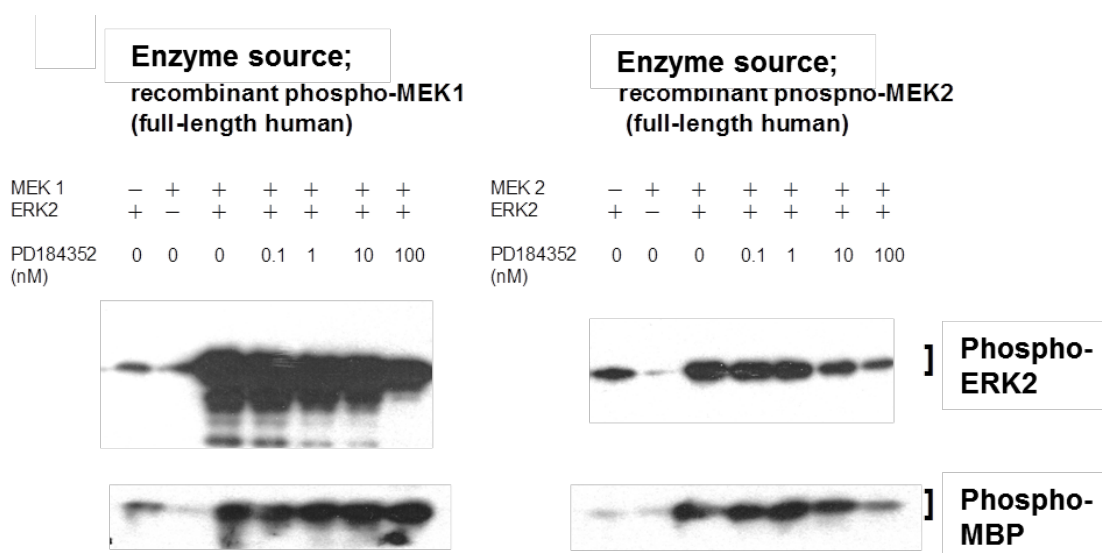 Enzyme source;
recombinant phospho-MEK1
(full-length human)
MEK 1 − + + + + + +
ERK2 + − + + + + +
PD184352 0 0 0 0.1 1 10 100
(nM)
Enzyme source;
recombinant phospho-MEK2
(full-length human)
MEK 2 − + + + + + +
ERK2 + − + + + + +
PD184352 0 0 0 0.1 1 10 100
(nM)
] Phospho-
ERK2
] Phospho-
MBP